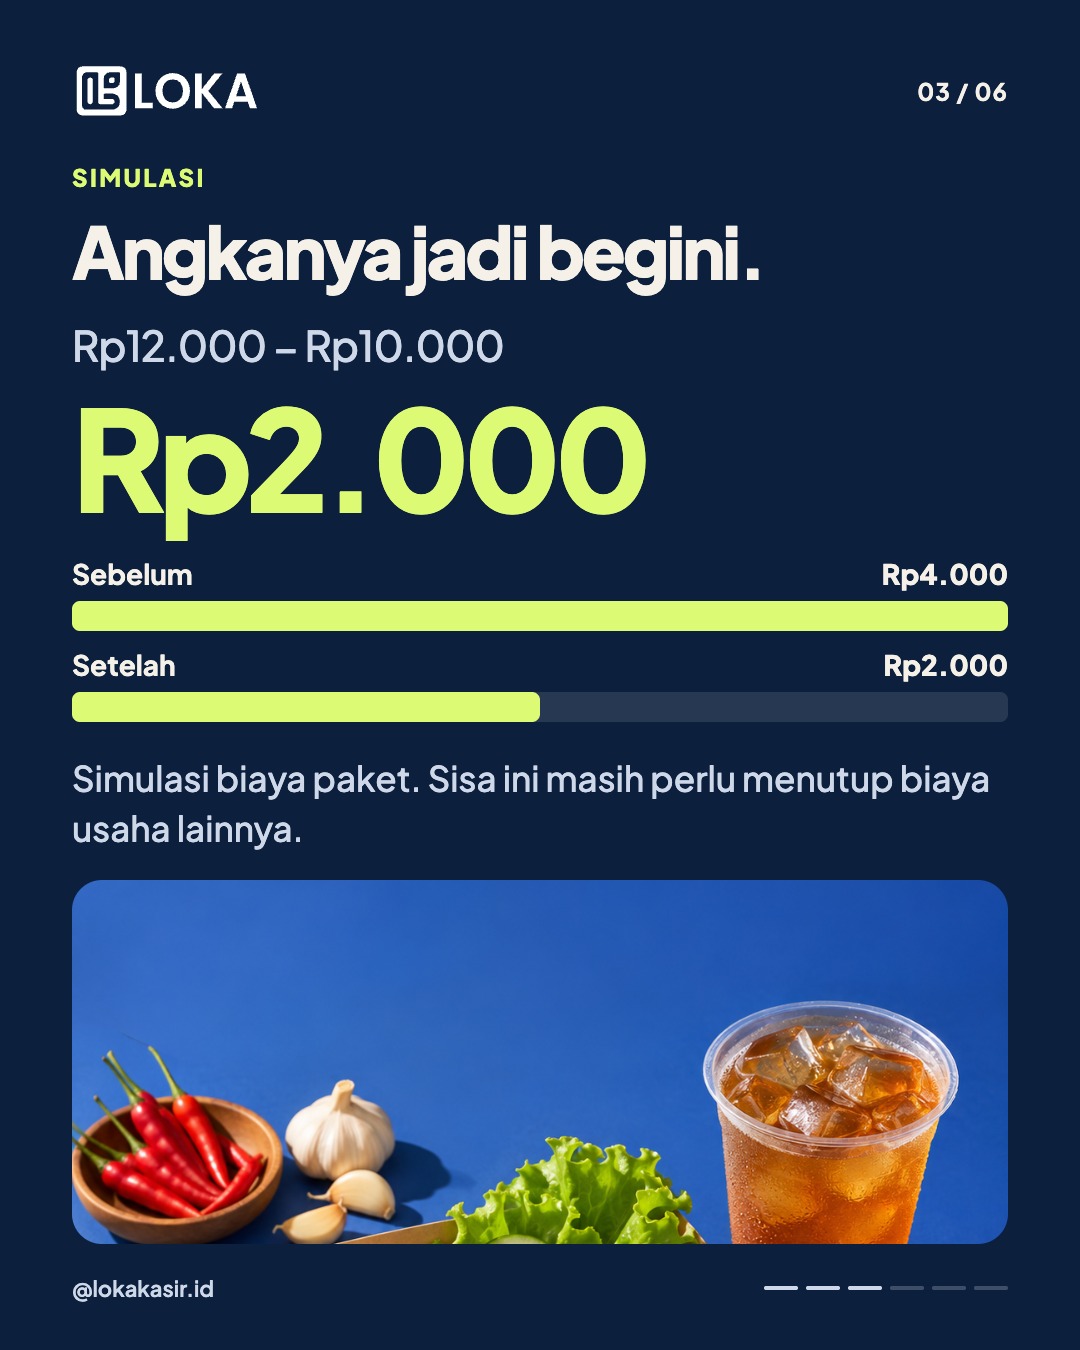 LOKA
03 / 06
SIMULASI
Angkanya jadi begini.
Rp12.000 – Rp10.000
Rp2.000
Sebelum Rp4.000
Setelah Rp2.000
Simulasi biaya paket. Sisa ini masih perlu menutup biaya
usaha lainnya.
@lokakasir.id